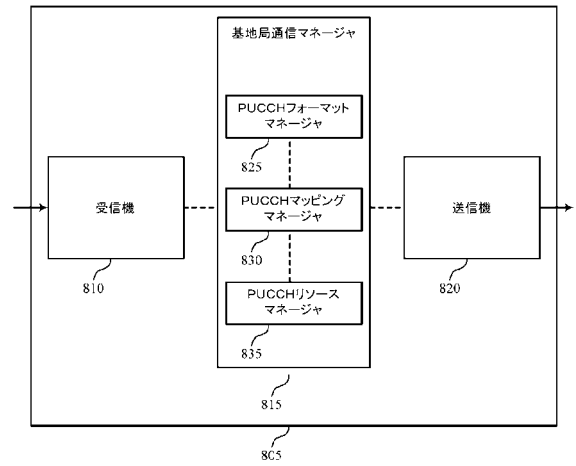 基地局通信マネージャ
PUCCHフォーマット
マネージャ
825
受信機
810
PUCCHマッピング
マネージャ
830
送信機
820
PUCCHリソース
マネージャ
835
815
805